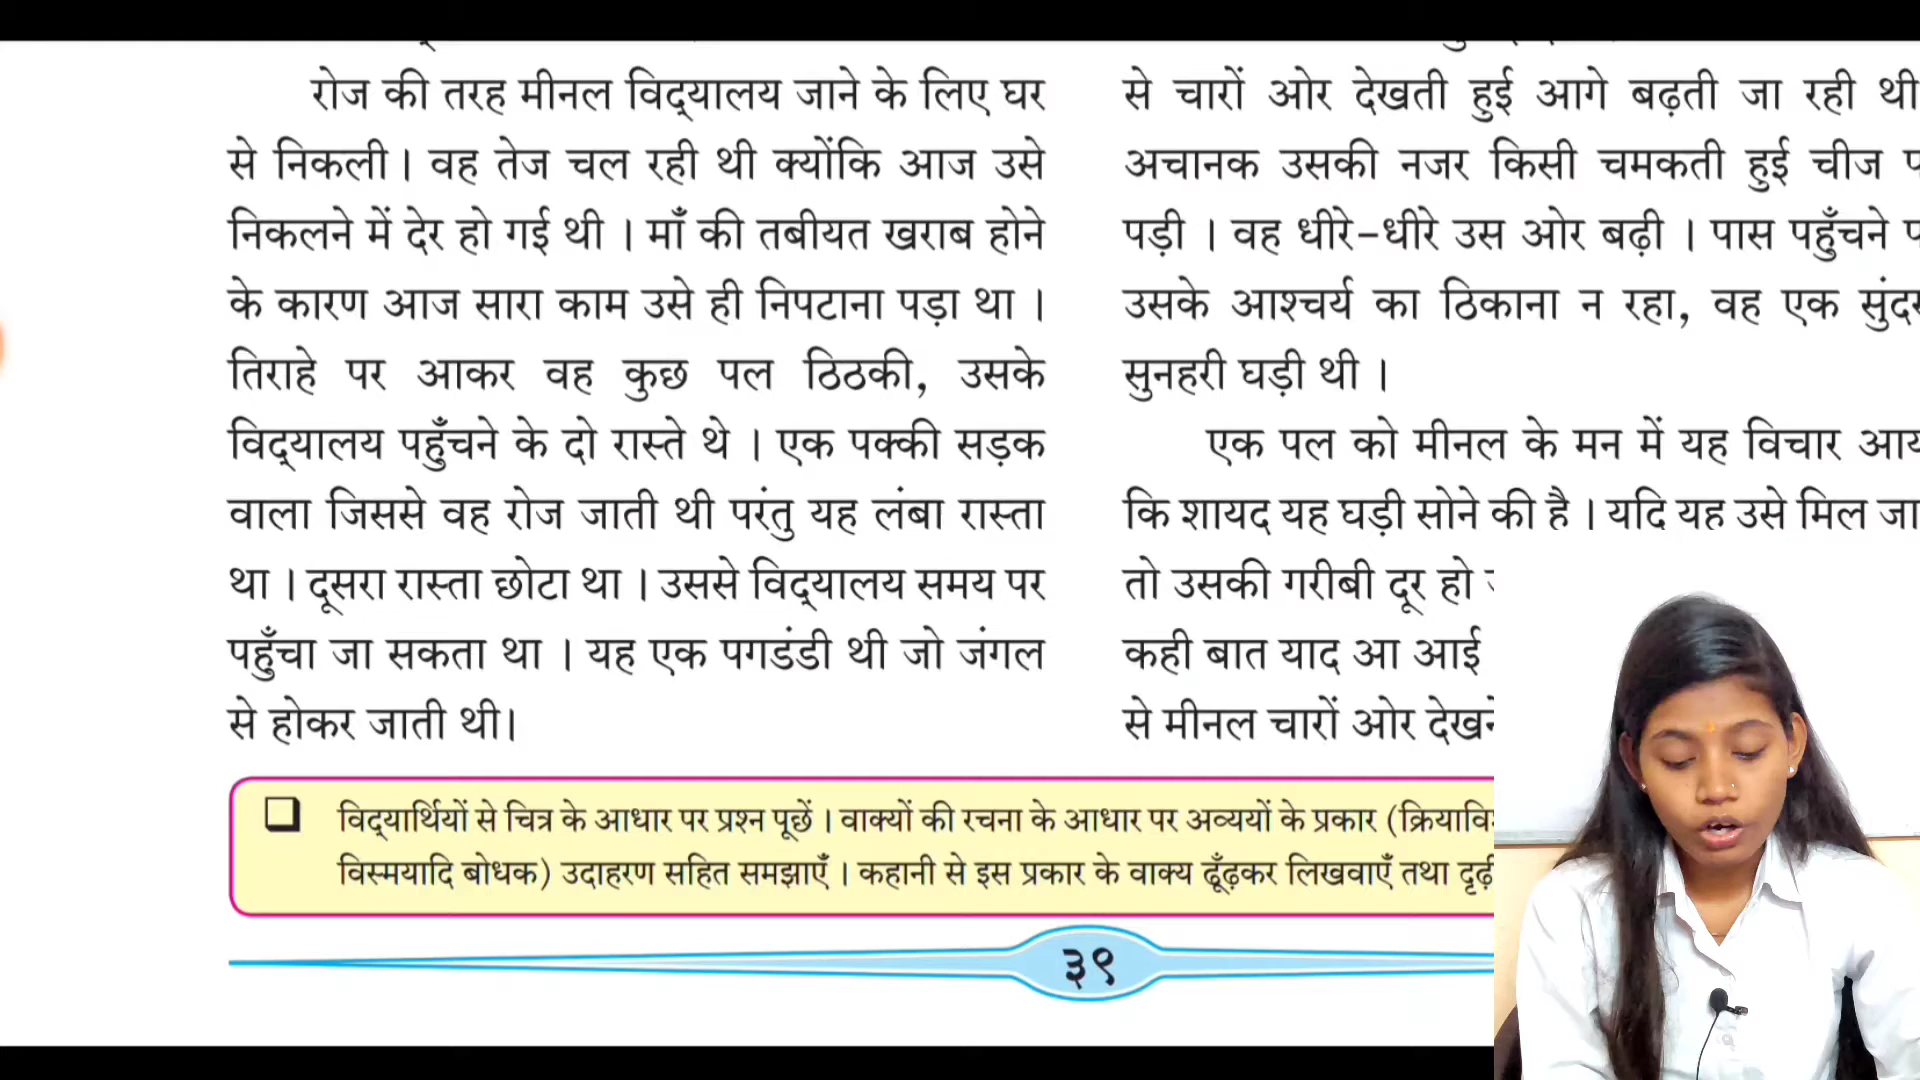 रोज की तरह मीनल विद्‌यालय जाने के लिए घर
से निकली । वह तेज चल रही थी क्योंकि आज उसे
निकलने में देर हो गई थी । माँ की तबीयत खराब होने
के कारण आज सारा काम उसे ही निपटाना पड़ा था ।
तिराहे पर आकर वह कुछ पल ठिठकी, उसके
विद्‌यालय पहुँचने के दो रास्ते थे । एक पक्की सड़क
वाला जिससे वह रोज जाती थी परंतु यह लंबा रास्ता
था । दूसरा रास्ता छोटा था । उससे विद्‌यालय समय पर
पहुँचा जा सकता था । यह एक पगडंडी थी जो जंगल
से होकर जाती थी।
से चारों ओर देखती हुई आगे बढ़ती जा रही थी
अचानक उसकी नजर किसी चमकती हुई चीज
पड़ी । वह धीरे-धीरे उस ओर बढ़ी । पास पहुँचने
उसके आश्चर्य का ठिकाना न रहा, वह एक
सुनहरी घड़ी थी ।
एक पल को मीनल के मन में यह विचार
कि शायद यह घड़ी सोने की है । यदि यह उसे मिल
तो उसकी गरीबी दूर हो
कही बात याद आ आई
से मीनल चारों ओर
❑ विद्‌यार्थियों से चित्र के आधार पर प्रश्न पूछें । वाक्यों की रचना के आधार पर अव्ययों के प्रकार
विस्मयादि बोधक) उदाहरण सहित समझाएँ । कहानी से इस प्रकार के वाक्य ढूँढ़कर लिखवाएँ तथा
३९